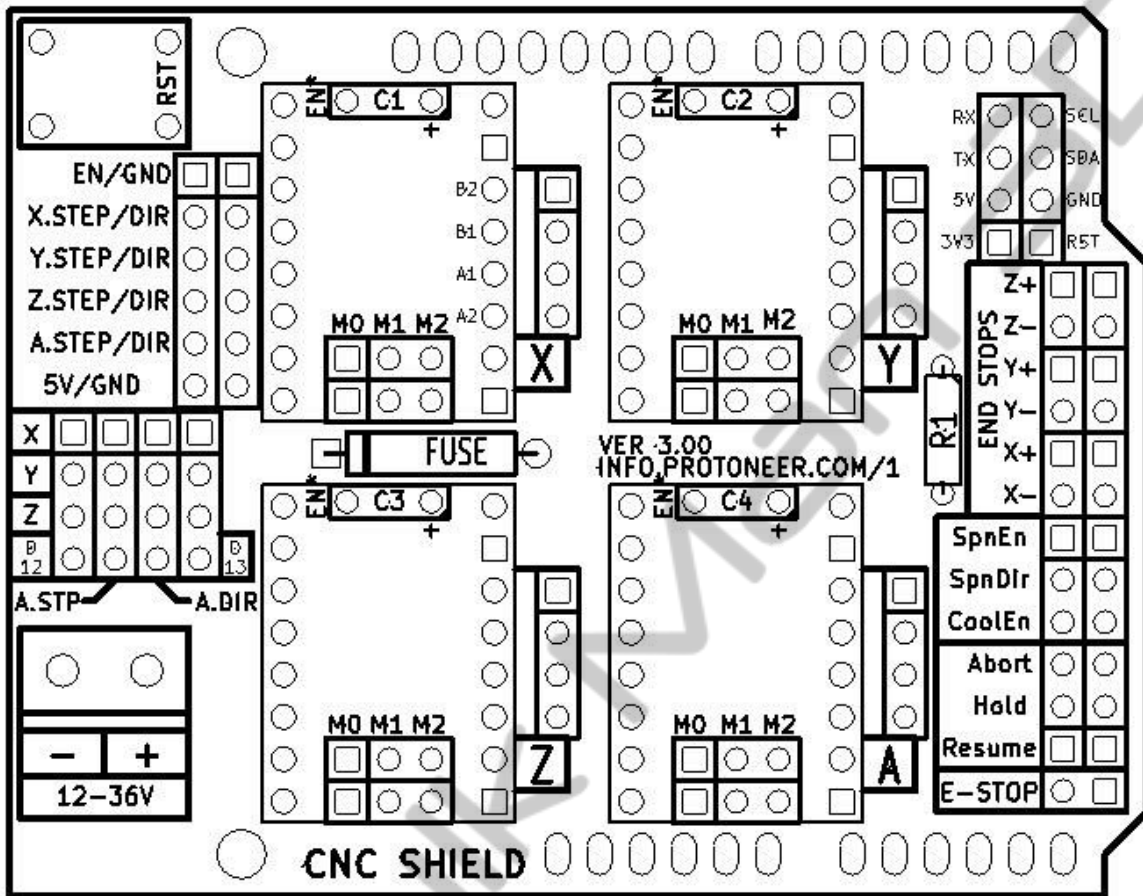 RST
EN/GND
X.STEP/DIR
Y.STEP/DIR
Z.STEP/DIR
A.STEP/DIR
5V/GND
X
Y
Z
D
12
D
13
A.STP
A.DIR
- +
12-36V
EN*
C1
+
B2
B1
A1
A2
M0 M1 M2
X
EN*
C2
+
M0 M1 M2
Y
RX SCL
TX SDA
5V GND
3V3 RST
FUSE
VER 3.00
INFO.PROTONEER.COM/1
R1
END STOPS
Z+
Z-
Y+
Y-
X+
X-
EN*
C3
+
M0 M1 M2
Z
EN*
C4
+
M0 M1 M2
A
SpnEn
SpnDir
CoolEn
Abort
Hold
Resume
E-STOP
CNC SHIELD